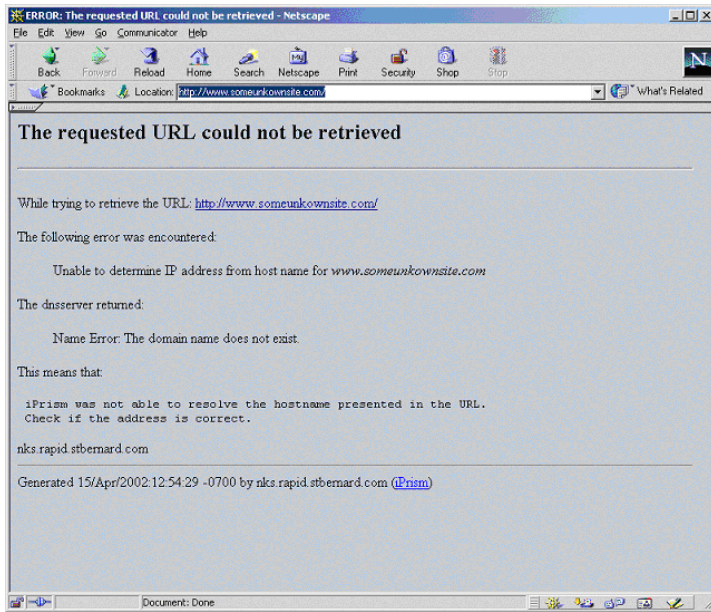 ERROR: The requested URL could not be retrieved - Netscape
File Edit View Go Communicator Help
My
Back Forward Reload Home Search Netscape Print Security Shop Stop
N
Bookmarks Location: http://www.someunkownsite.com/ What's Related
The requested URL could not be retrieved
While trying to retrieve the URL: http://www.someunkownsite.com/
The following error was encountered:
Unable to determine IP address from host name for www.someunkownsite.com
The dnsserver returned:
Name Error: The domain name does not exist.
This means that:
iPrism was not able to resolve the hostname presented in the URL.
Check if the address is correct.
nks.rapid.stbernard.com
Generated 15/Apr/2002:12:54:29 -0700 by nks.rapid.stbernard.com (iPrism)
Document: Done